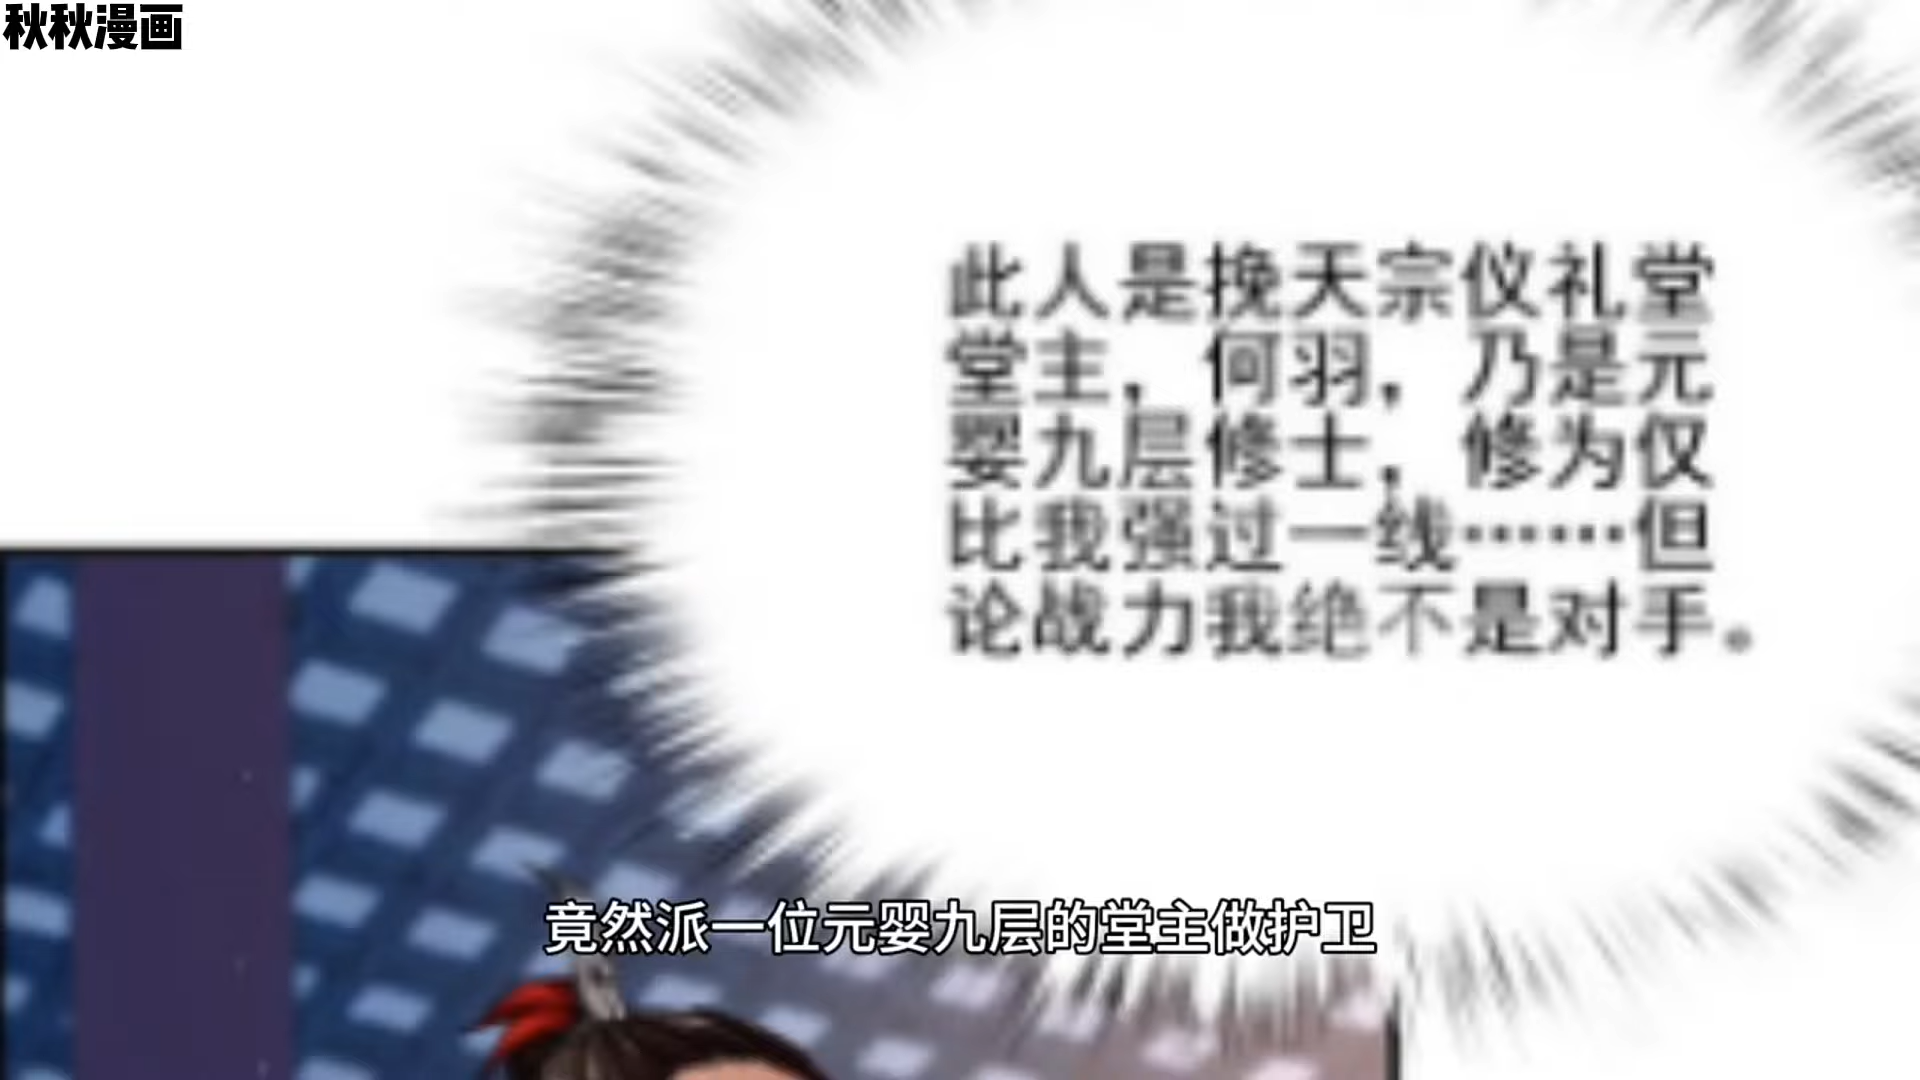 秋秋漫画
此人是挽天宗仪礼堂
堂主，何羽，乃是元
婴九层修士，修为仅
比我强过一线……但
论战力我绝不是对手。
竟然派一位元婴九层的堂主做护卫